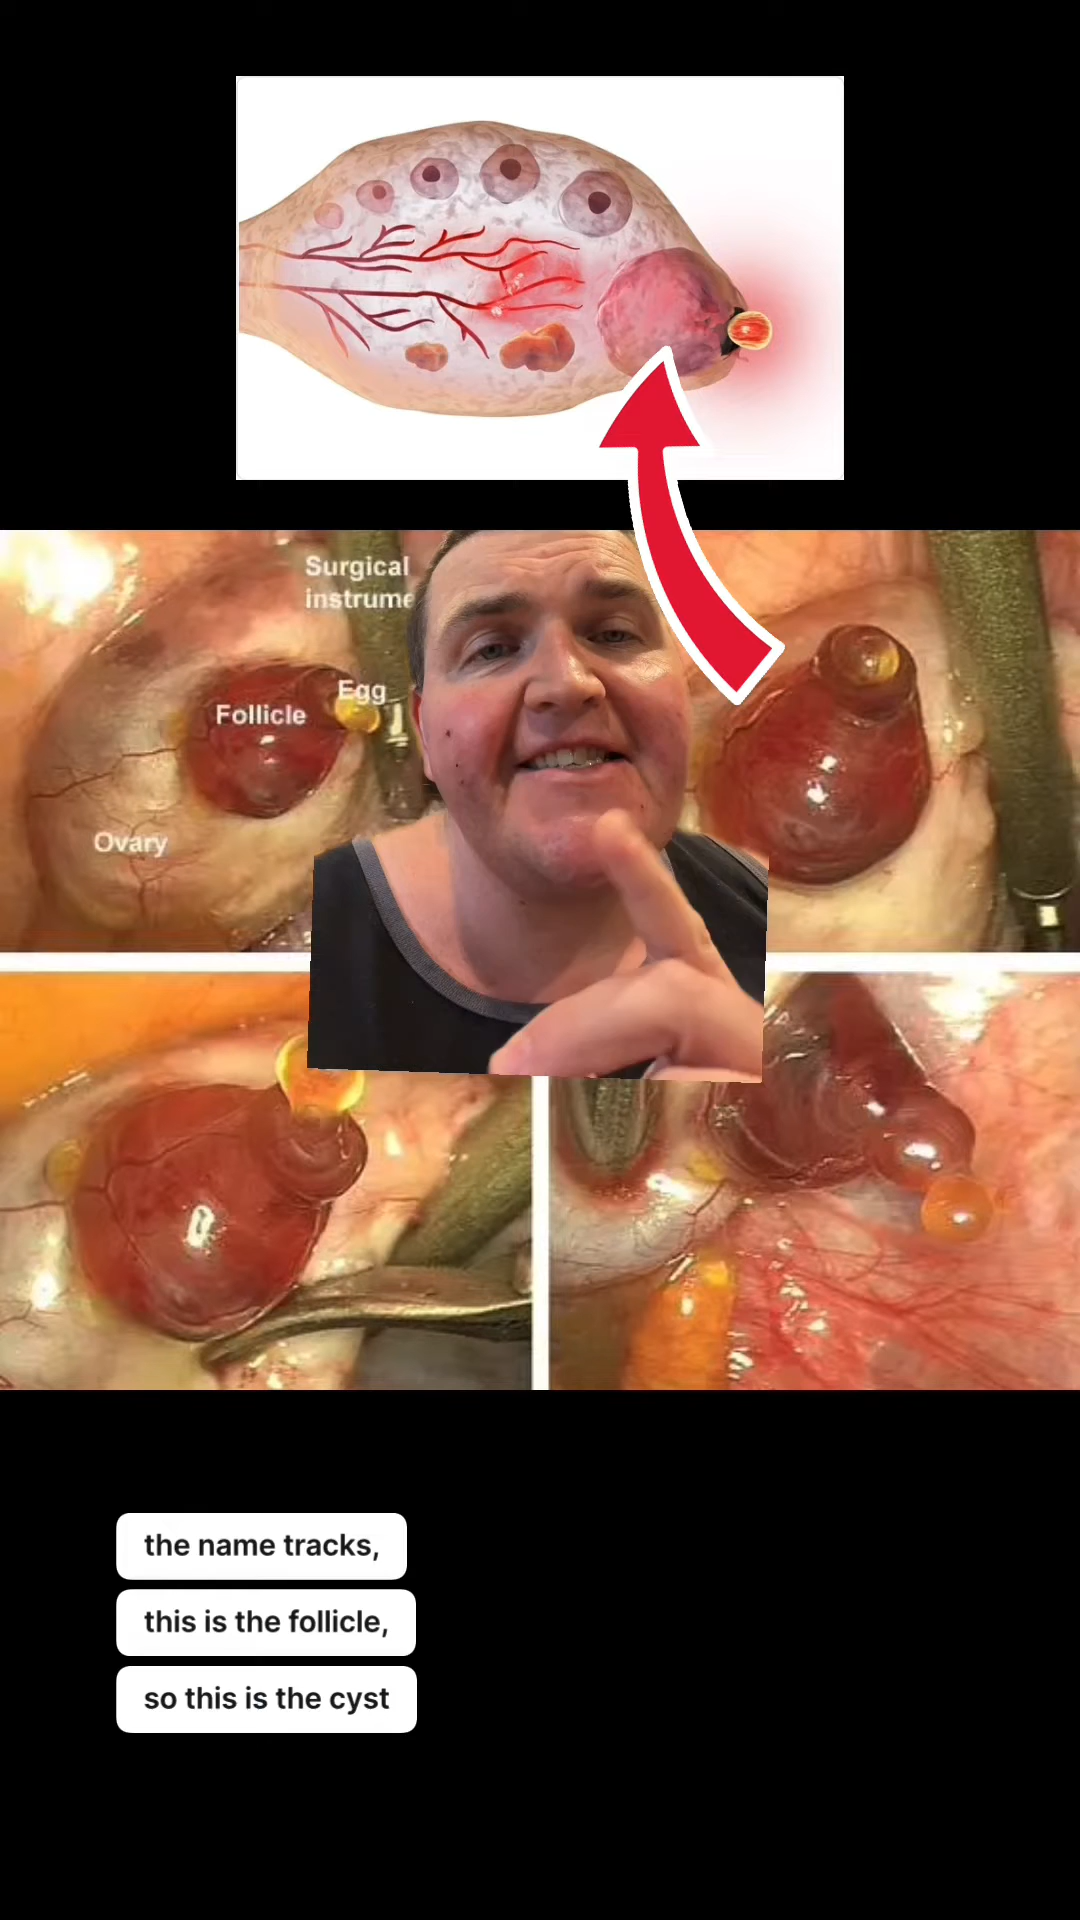 Surgical
instrume
Egg
Follicle
Ovary
the name tracks,
this is the follicle,
so this is the cyst